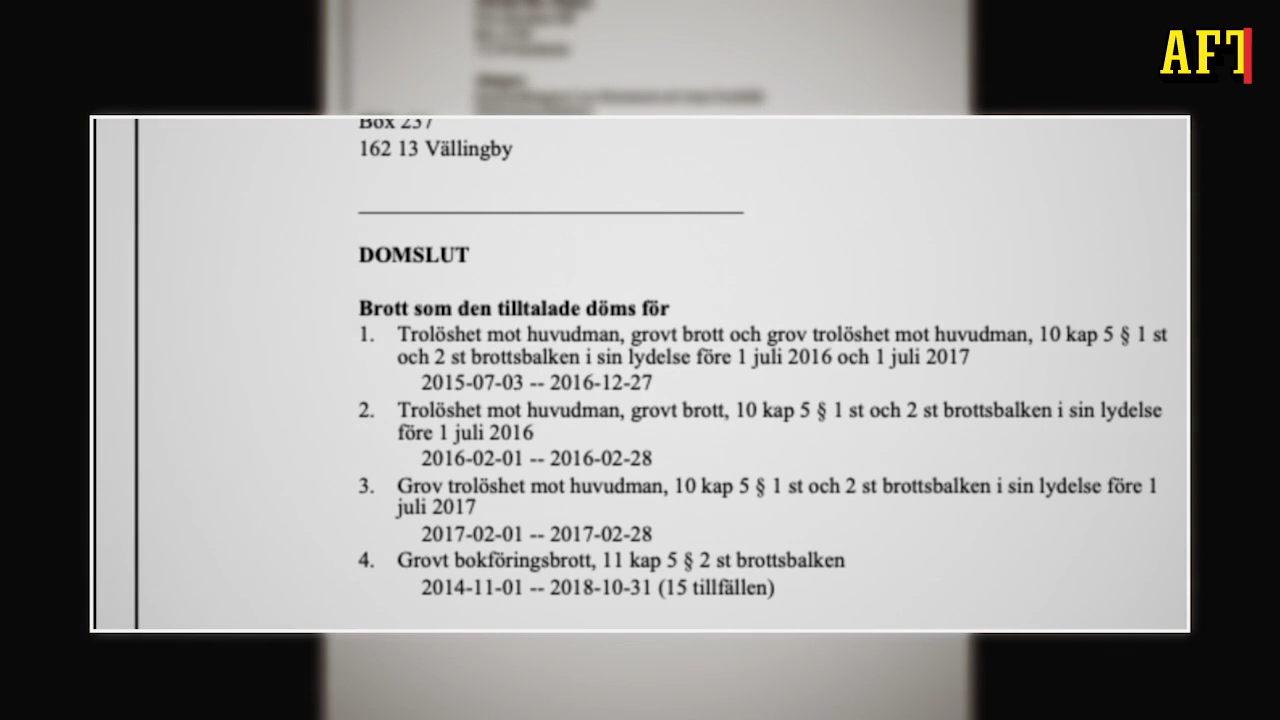 AFT
Box 237
162 13 Vällingby
DOMSLUT
Brott som den tilltalade döms för
1. Trolöshet mot huvudman, grovt brott och grov trolöshet mot huvudman, 10 kap 5 § 1 st
och 2 st brottsbalken i sin lydelse före 1 juli 2016 och 1 juli 2017
2015-07-03 -- 2016-12-27
2. Trolöshet mot huvudman, grovt brott, 10 kap 5 § 1 st och 2 st brottsbalken i sin lydelse
före 1 juli 2016
2016-02-01 -- 2016-02-28
3. Grov trolöshet mot huvudman, 10 kap 5 § 1 st och 2 st brottsbalken i sin lydelse före 1
juli 2017
2017-02-01 -- 2017-02-28
4. Grovt bokföringsbrott, 11 kap 5 § 2 st brottsbalken
2014-11-01 -- 2018-10-31 (15 tillfällen)